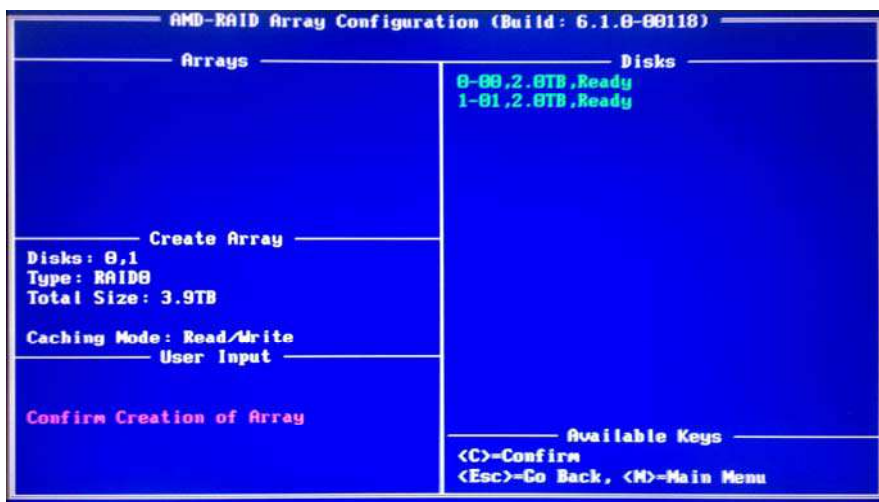 AMD-RAID Array Configuration (Build: 6.1.0-00118)
Arrays
Disks
0-00,2.0TB,Ready
1-01,2.0TB,Ready
Create Array
Disks: 0,1
Type: RAID0
Total Size: 3.9TB
Caching Mode: Read/Write
User Input
Confirm Creation of Array
Available Keys
<C>=Confirm
<Esc>=Go Back, <M>=Main Menu